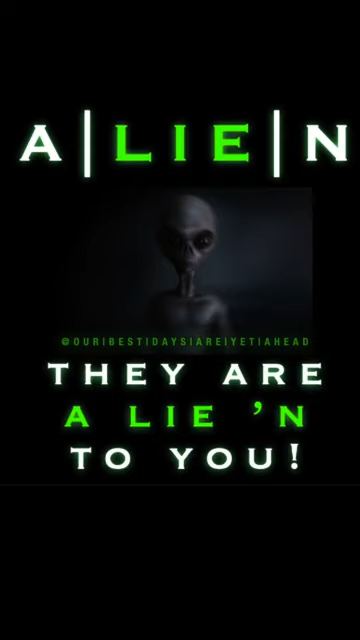 A|LIE|N
@OURIBESTIDAYSIAREIYETIAHEAD
THEY ARE
A LIE 'N
TO YOU!